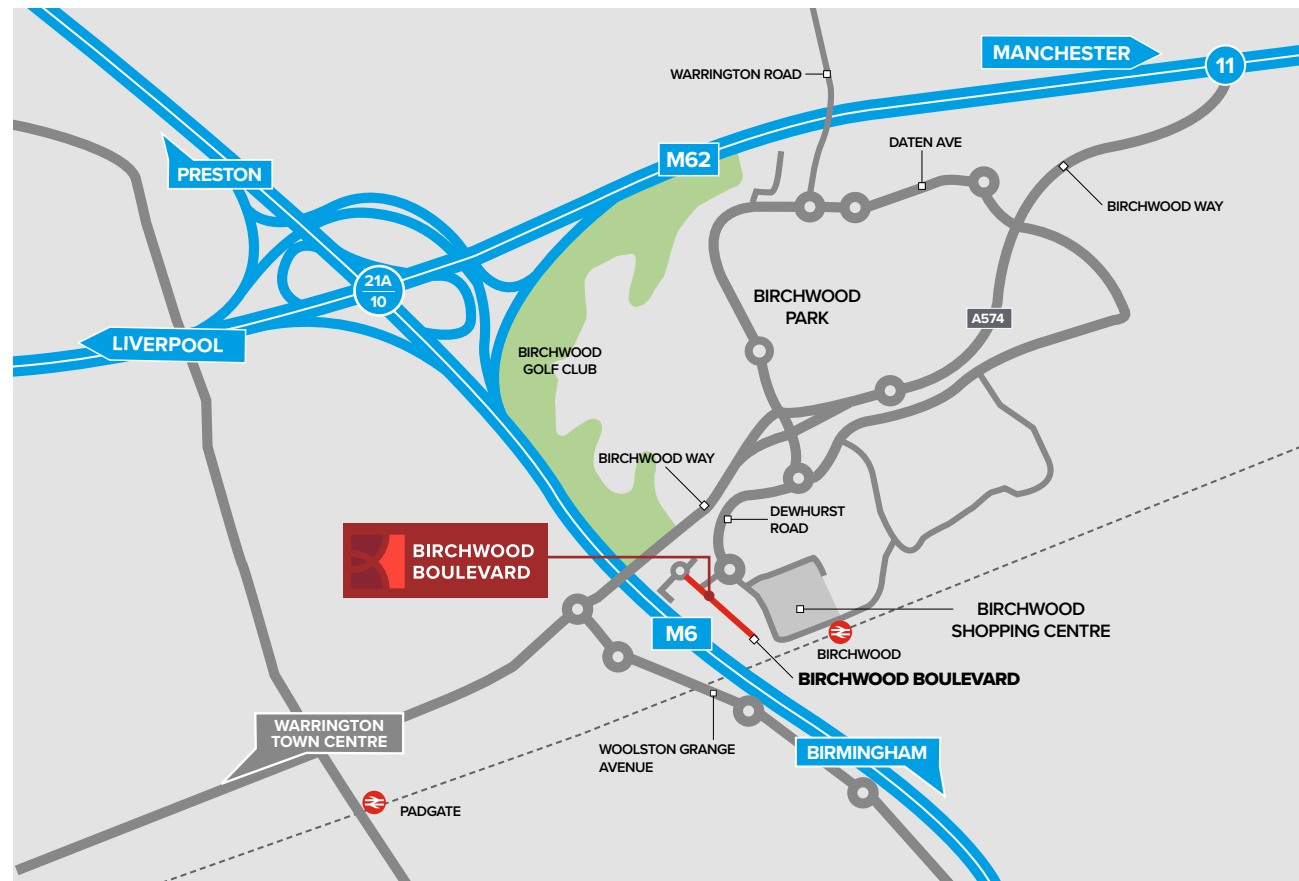 MANCHESTER
11
WARRINGTON ROAD
M62
DATEN AVE
PRESTON
BIRCHWOOD WAY
21A
10
BIRCHWOOD
PARK
A574
LIVERPOOL
BIRCHWOOD
GOLF CLUB
BIRCHWOOD WAY
DEWHURST
ROAD
BIRCHWOOD
BOULEVARD
BIRCHWOOD
SHOPPING CENTRE
M6
BIRCHWOOD
BIRCHWOOD BOULEVARD
WARRINGTON
TOWN CENTRE
WOOLSTON GRANGE
AVENUE
BIRMINGHAM
PADGATE